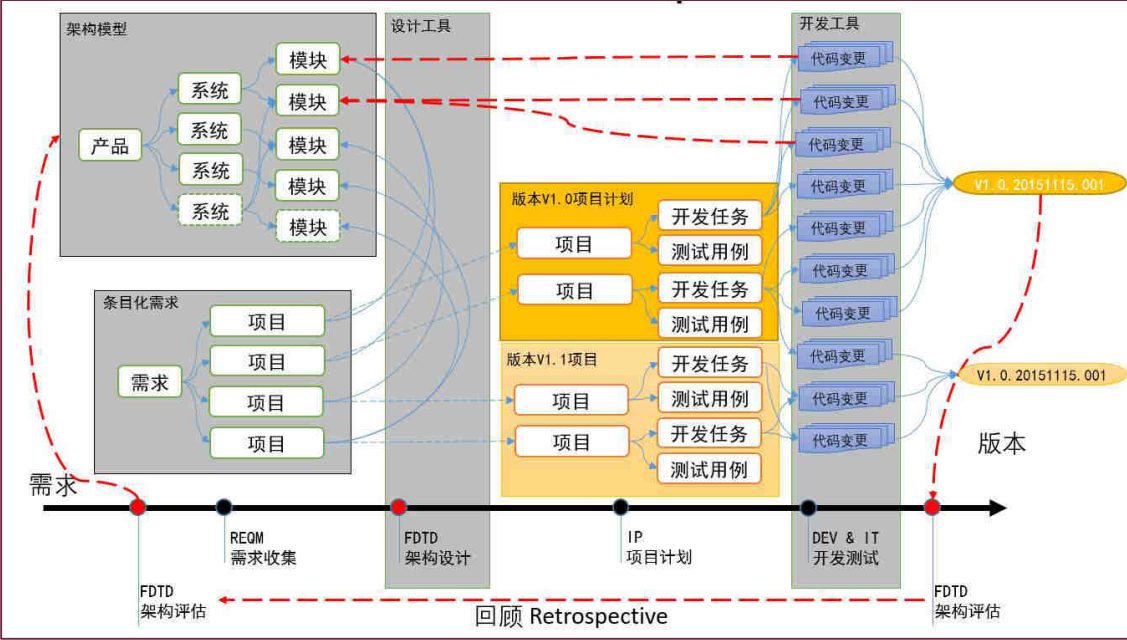 架构模型
产品
系统
系统
系统
系统
模块
模块
模块
模块
模块
条目化需求
需求
项目
项目
项目
项目
设计工具
版本V1.0项目计划
项目
项目
开发任务
测试用例
开发任务
测试用例
版本V1.1项目
项目
项目
开发任务
测试用例
开发任务
测试用例
开发工具
代码变更
代码变更
代码变更
代码变更
代码变更
代码变更
代码变更
代码变更
代码变更
代码变更
V1.0.20151115.001
V1.0.20151115.001
版本
需求
FDTD
架构评估
REQM
需求收集
FDTD
架构设计
IP
项目计划
DEV & IT
开发测试
FDTD
架构评估
回顾 Retrospective